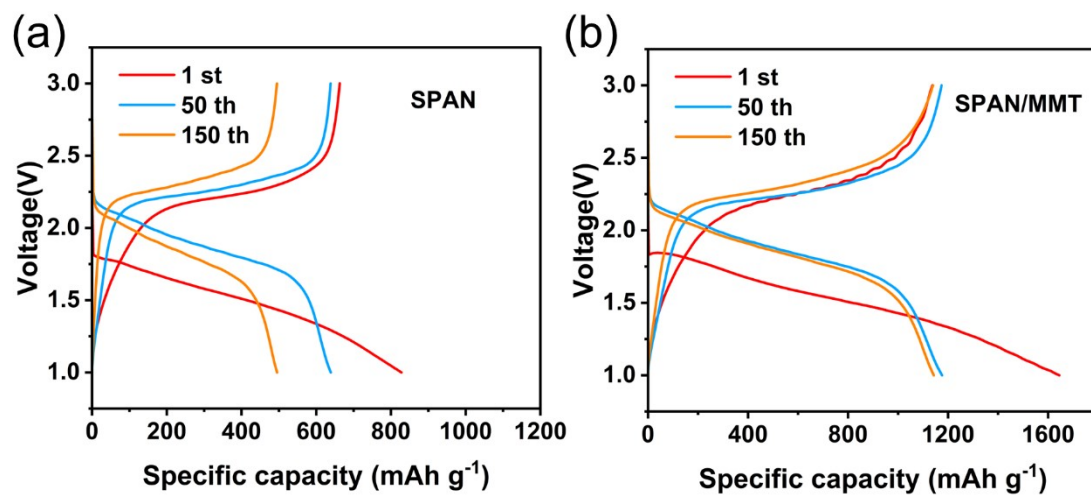 (a)
1 st
50 th
150 th
SPAN
3.0
2.5
2.0
1.5
1.0
Voltage(V)
0 200 400 600 800 1000 1200
Specific capacity (mAh g⁻¹)
(b)
1 st
50 th
150 th
SPAN/MMT
3.0
2.5
2.0
1.5
1.0
Voltage(V)
0 400 800 1200 1600
Specific capacity (mAh g⁻¹)